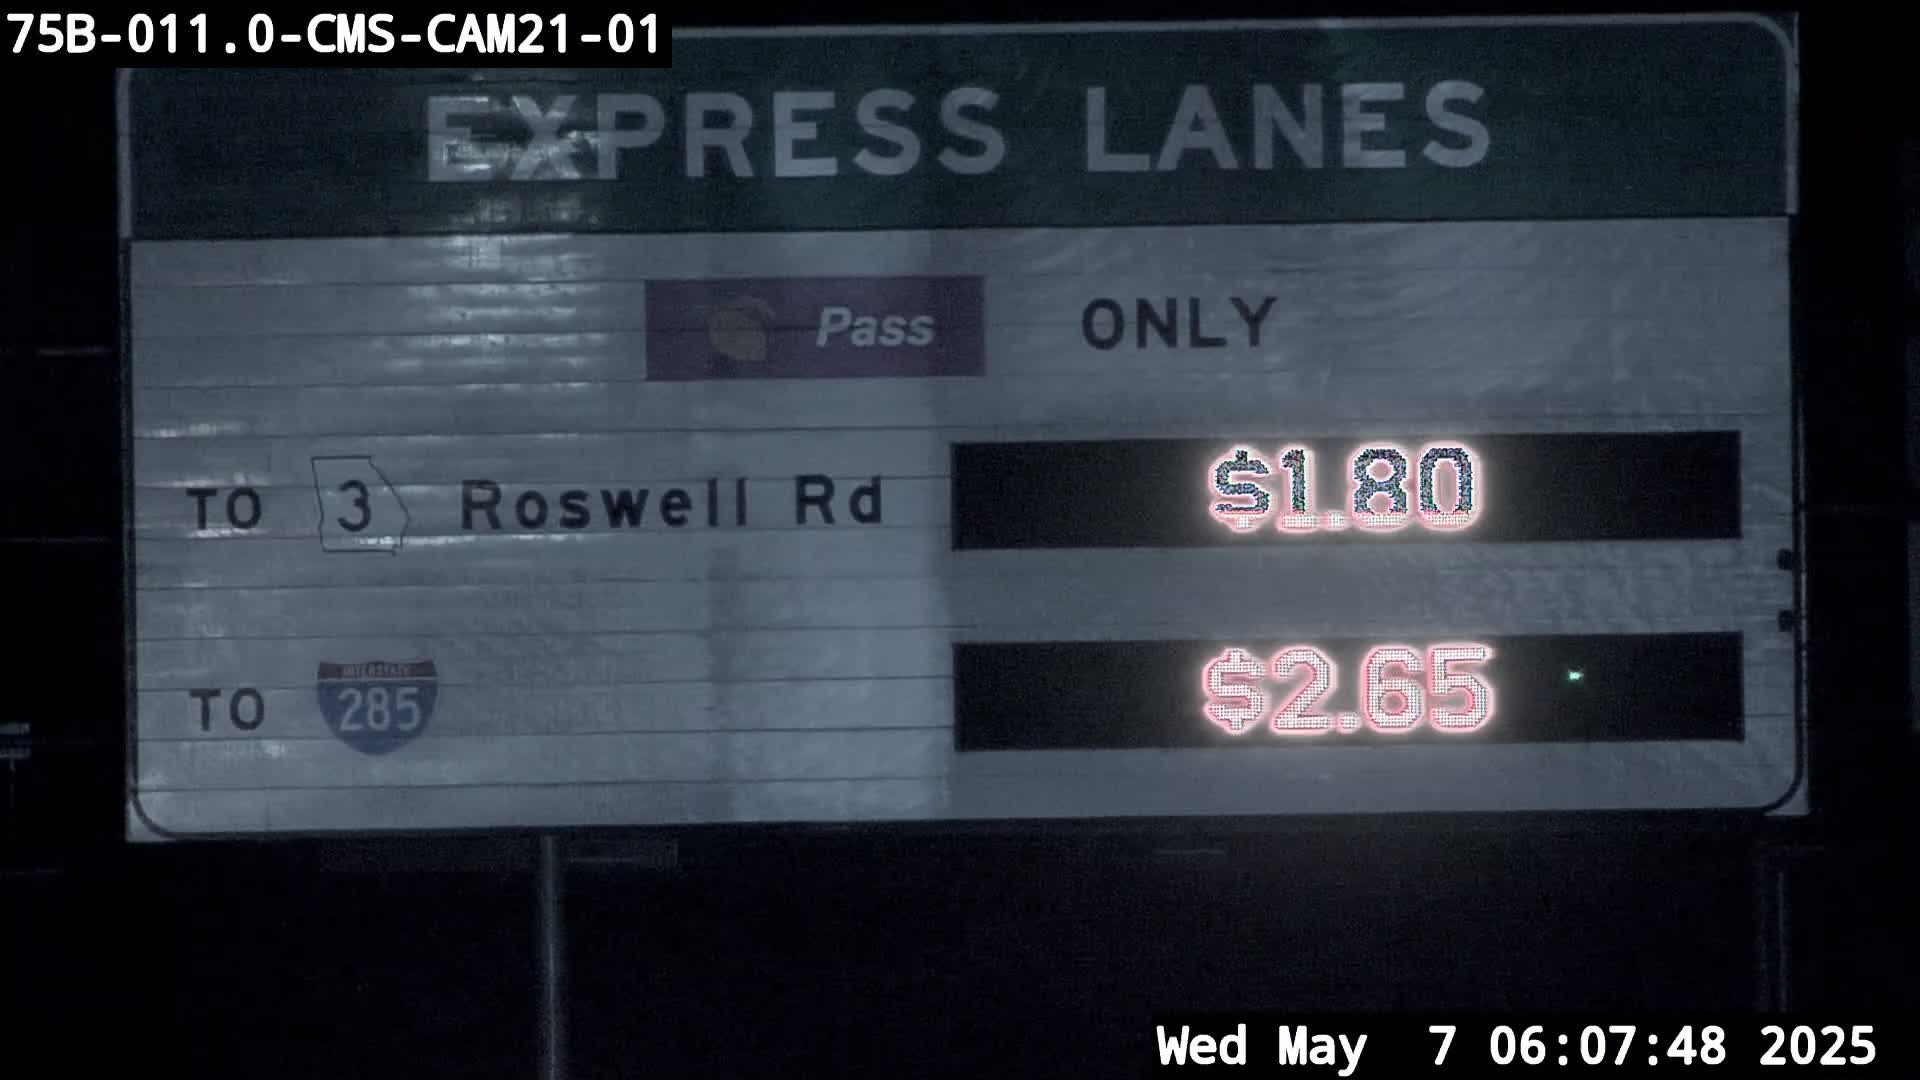 75B-011.0-CMS-CAM21-01
EXPRESS LANES
Pass ONLY
TO 3 Roswell Rd $1.80
INTERSTATE
TO 285 $2.65
Wed May 7 06:07:48 2025